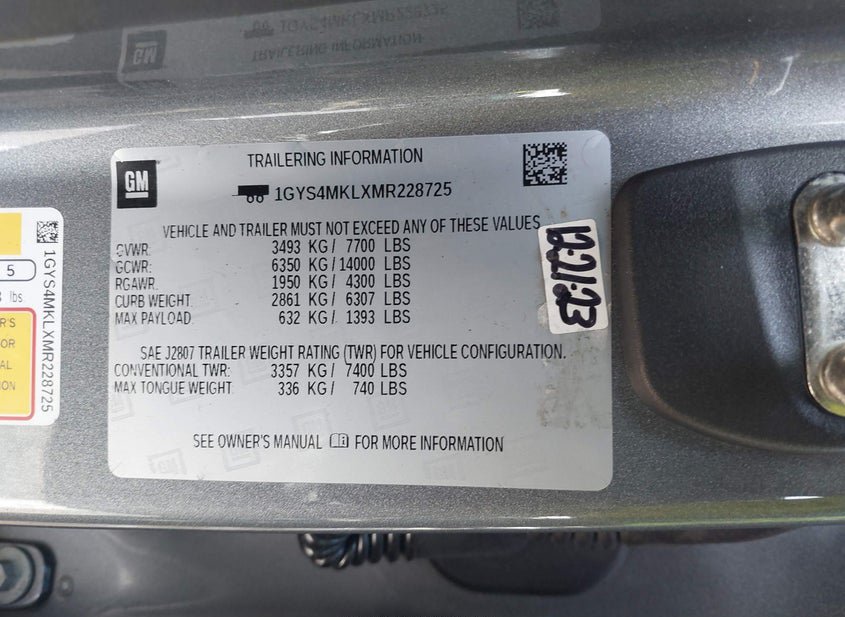 GM
TRAILERING INFORMATION
1GYS4MKLXMR228725
VEHICLE AND TRAILER MUST NOT EXCEED ANY OF THESE VALUES
GVWR: 3493 KG / 7700 LBS
GCWR: 6350 KG / 14000 LBS
RGAWR: 1950 KG / 4300 LBS
CURB WEIGHT: 2861 KG / 6307 LBS
MAX PAYLOAD: 632 KG / 1393 LBS
SAE J2807 TRAILER WEIGHT RATING (TWR) FOR VEHICLE CONFIGURATION.
CONVENTIONAL TWR: 3357 KG / 7400 LBS
MAX TONGUE WEIGHT: 336 KG / 740 LBS
SEE OWNER'S MANUAL FOR MORE INFORMATION
12.21.23
1GYS4MKLXMR228725
5
lbs.